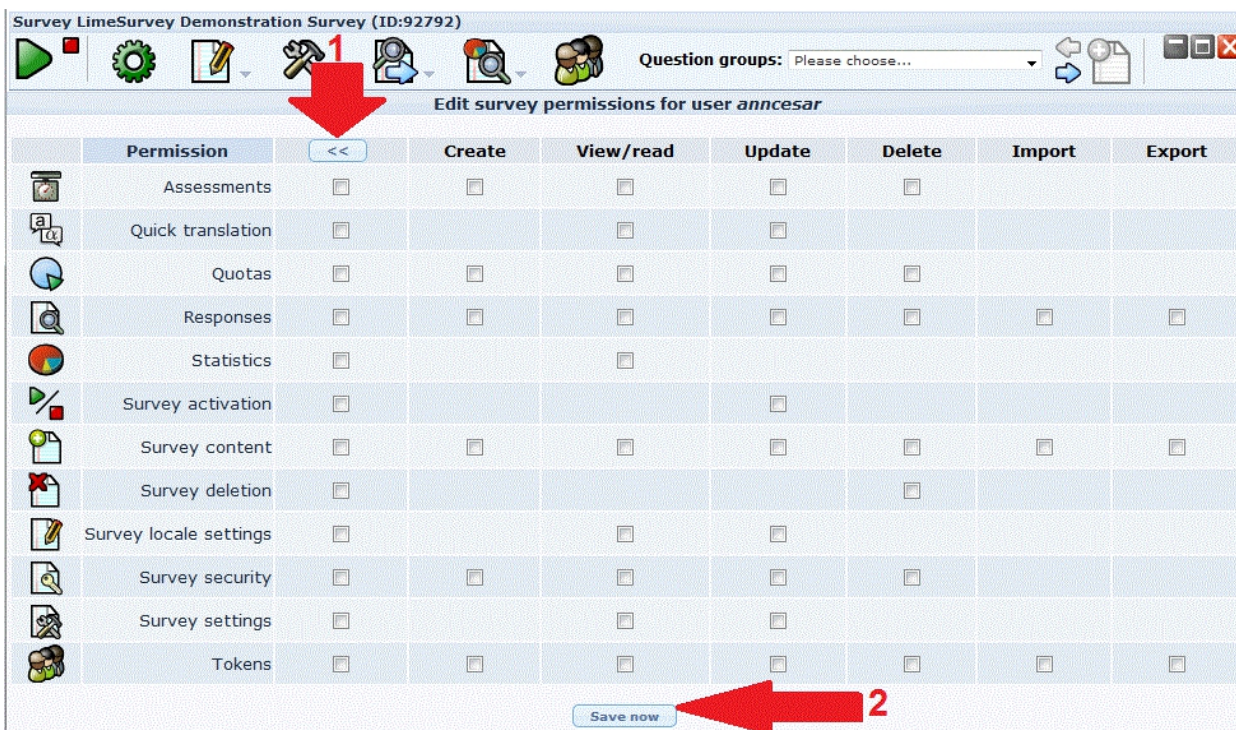 Survey LimeSurvey Demonstration Survey (ID:92792)
1
Question groups: Please choose...
Edit survey permissions for user anncesar
Permission << Create View/read Update Delete Import Export
Assessments
a α Quick translation
Quotas
Responses
Statistics
Survey activation
Survey content
Survey deletion
Survey locale settings
Survey security
Survey settings
Tokens
Save now 2